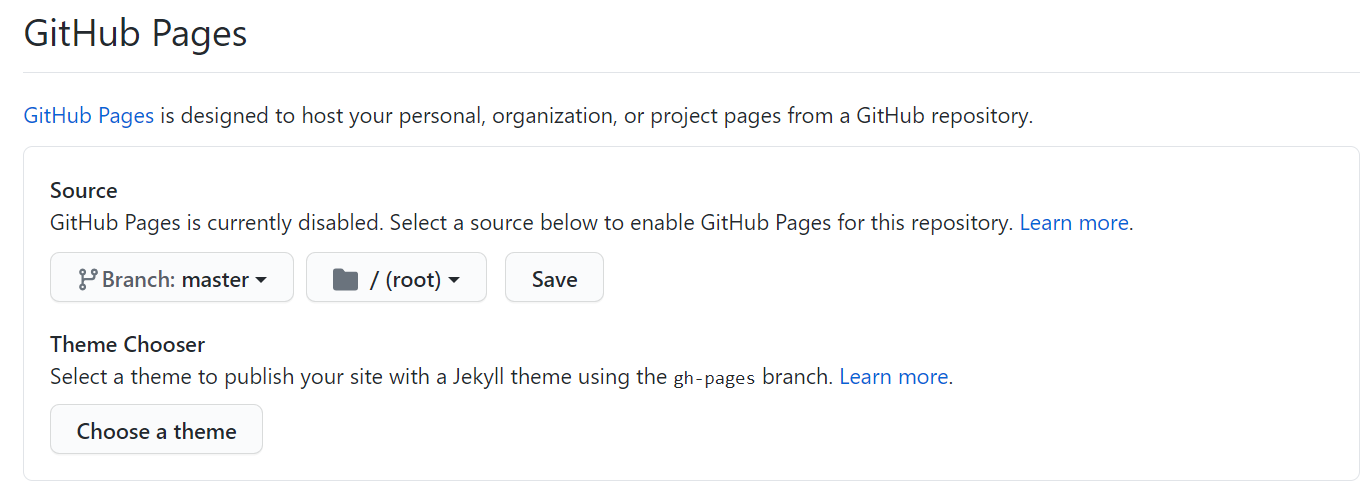 GitHub Pages
GitHub Pages is designed to host your personal, organization, or project pages from a GitHub repository.
Source
GitHub Pages is currently disabled. Select a source below to enable GitHub Pages for this repository. Learn more.
Branch: master / (root) Save
Theme Chooser
Select a theme to publish your site with a Jekyll theme using the gh-pages branch. Learn more.
Choose a theme